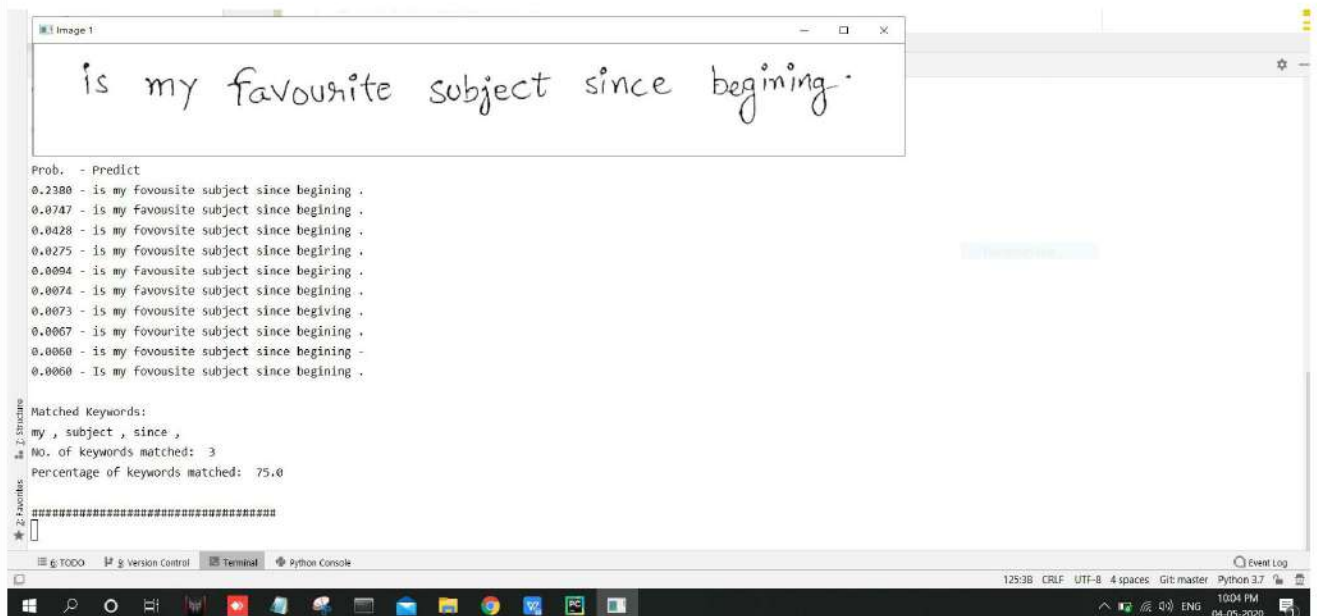 Image 1
is my favourite subject since begining.
Prob. - Predict
0.2380 - is my fovousite subject since begining .
0.0747 - is my favousite subject since begining .
0.0428 - is my fovovsite subject since begining .
0.0275 - is my fovousite subject since begiring .
0.0094 - is my favousite subject since begiring .
0.0074 - is my favovsite subject since begining .
0.0073 - is my fovousite subject since begiving .
0.0067 - is my fovourite subject since begining .
0.0060 - is my fovousite subject since begining -
0.0060 - Is my fovousite subject since begining .
Matched Keywords:
my , subject , since ,
No. of keywords matched: 3
Percentage of keywords matched: 75.0
####################################
Z: Structure
2: Favorites
6: TODO 9: Version Control Terminal Python Console Event Log
125:38 CRLF UTF-8 4 spaces Git: master Python 3.7
ENG 10:04 PM
04-05-2020